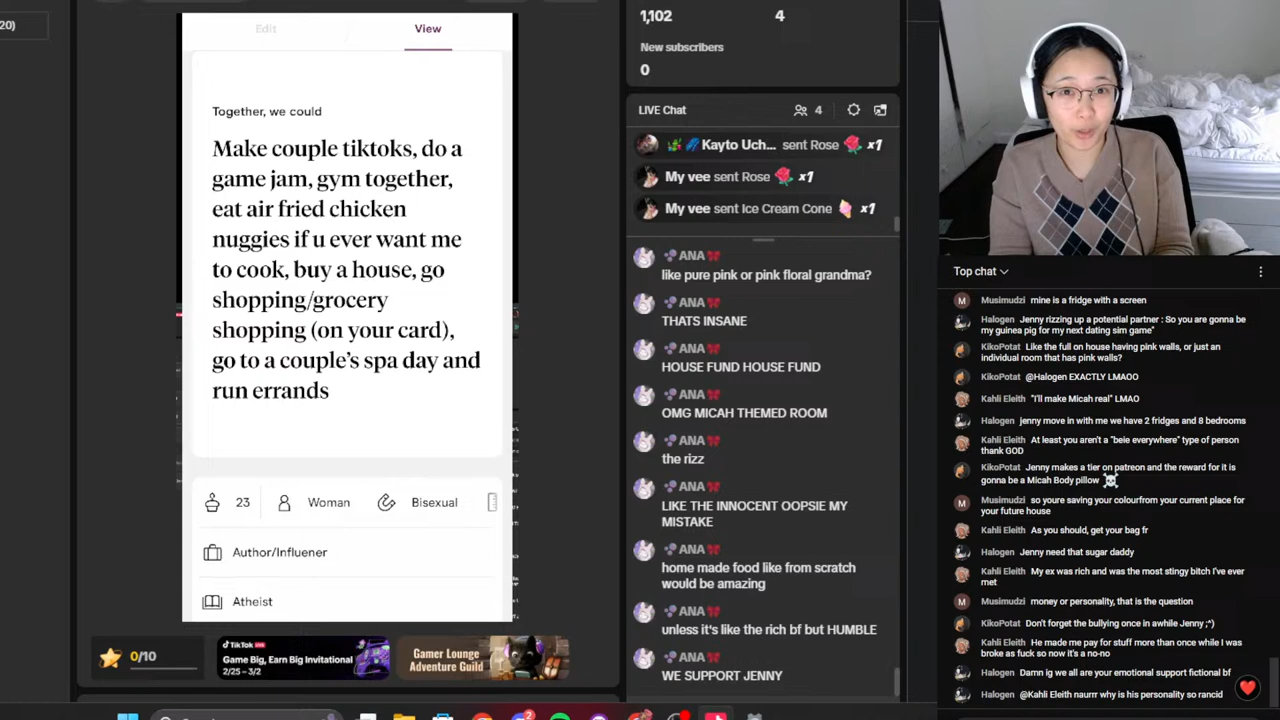 20)
Edit
View
Together, we could
Make couple tiktoks, do a
game jam, gym together,
eat air fried chicken
nuggies if u ever want me
to cook, buy a house, go
shopping/grocery
shopping (on your card),
go to a couple's spa day and
run errands
23
Woman
Bisexual
Author/Influener
Atheist
0/10
TikTok LIVE
Game Big, Earn Big Invitational
2/25 – 3/2
Gamer Lounge
Adventure Guild
1,102
4
New subscribers
0
LIVE Chat
4
Kayto Uch... sent Rose x1
My vee sent Rose x1
My vee sent Ice Cream Cone x1
ANA
like pure pink or pink floral grandma?
ANA
THATS INSANE
ANA
HOUSE FUND HOUSE FUND
ANA
OMG MICAH THEMED ROOM
ANA
the rizz
ANA
LIKE THE INNOCENT OOPSIE MY
MISTAKE
ANA
home made food like from scratch
would be amazing
ANA
unless it's like the rich bf but HUMBLE
ANA
WE SUPPORT JENNY
Top chat
M Musimudzi mine is a fridge with a screen
Halogen Jenny rizzing up a potential partner : So you are gonna be
my guinea pig for my next dating sim game"
KikoPotat Like the full on house having pink walls, or just an
individual room that has pink walls?
KikoPotat @Halogen EXACTLY LMAOO
Kahli Eleith "I'll make Micah real" LMAO
Halogen jenny move in with me we have 2 fridges and 8 bedrooms
Kahli Eleith At least you aren't a "beie everywhere" type of person
thank GOD
KikoPotat Jenny makes a tier on patreon and the reward for it is
gonna be a Micah Body pillow ☠
M Musimudzi so youre saving your colourfrom your current place for
your future house
Kahli Eleith As you should, get your bag fr
Halogen Jenny need that sugar daddy
Kahli Eleith My ex was rich and was the most stingy bitch I've ever
met
M Musimudzi money or personality, that is the question
KikoPotat Don't forget the bullying once in awhile Jenny ;^)
Kahli Eleith He made me pay for stuff more than once while I was
broke as fuck so now it's a no-no
Halogen Damn ig we all are your emotional support fictional bf
Halogen @Kahli Eleith naurrr why is his personality so rancid
2